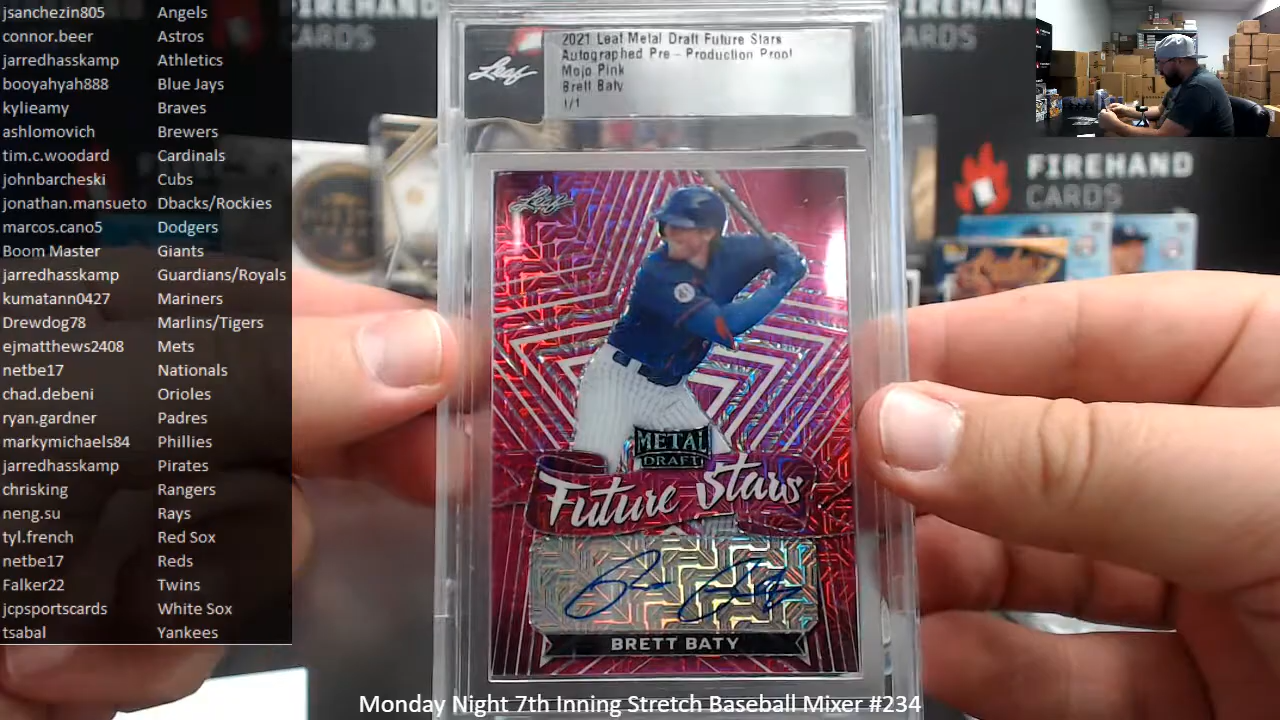 jsanchezin805 Angels
connor.beer Astros
jarredhasskamp Athletics
booyahyah888 Blue Jays
kylieamy Braves
ashlomovich Brewers
tim.c.woodard Cardinals
johnbarcheski Cubs
jonathan.mansueto Dbacks/Rockies
marcos.cano5 Dodgers
Boom Master Giants
jarredhasskamp Guardians/Royals
kumatann0427 Mariners
Drewdog78 Marlins/Tigers
ejmatthews2408 Mets
netbe17 Nationals
chad.debeni Orioles
ryan.gardner Padres
markymichaels84 Phillies
jarredhasskamp Pirates
chrisking Rangers
neng.su Rays
tyl.french Red Sox
netbe17 Reds
Falker22 Twins
jcpsportscards White Sox
tsabal Yankees
FIREHAND
CARDS
FIREHAND
CARDS
Leaf
2021 Leaf Metal Draft Future Stars
Autographed Pre - Production Proof
Mojo Pink
Brett Baty
1/1
Leaf
METAL
DRAFT
Future Stars
BRETT BATY
FIREHAND
CARDS
Monday Night 7th Inning Stretch Baseball Mixer #234